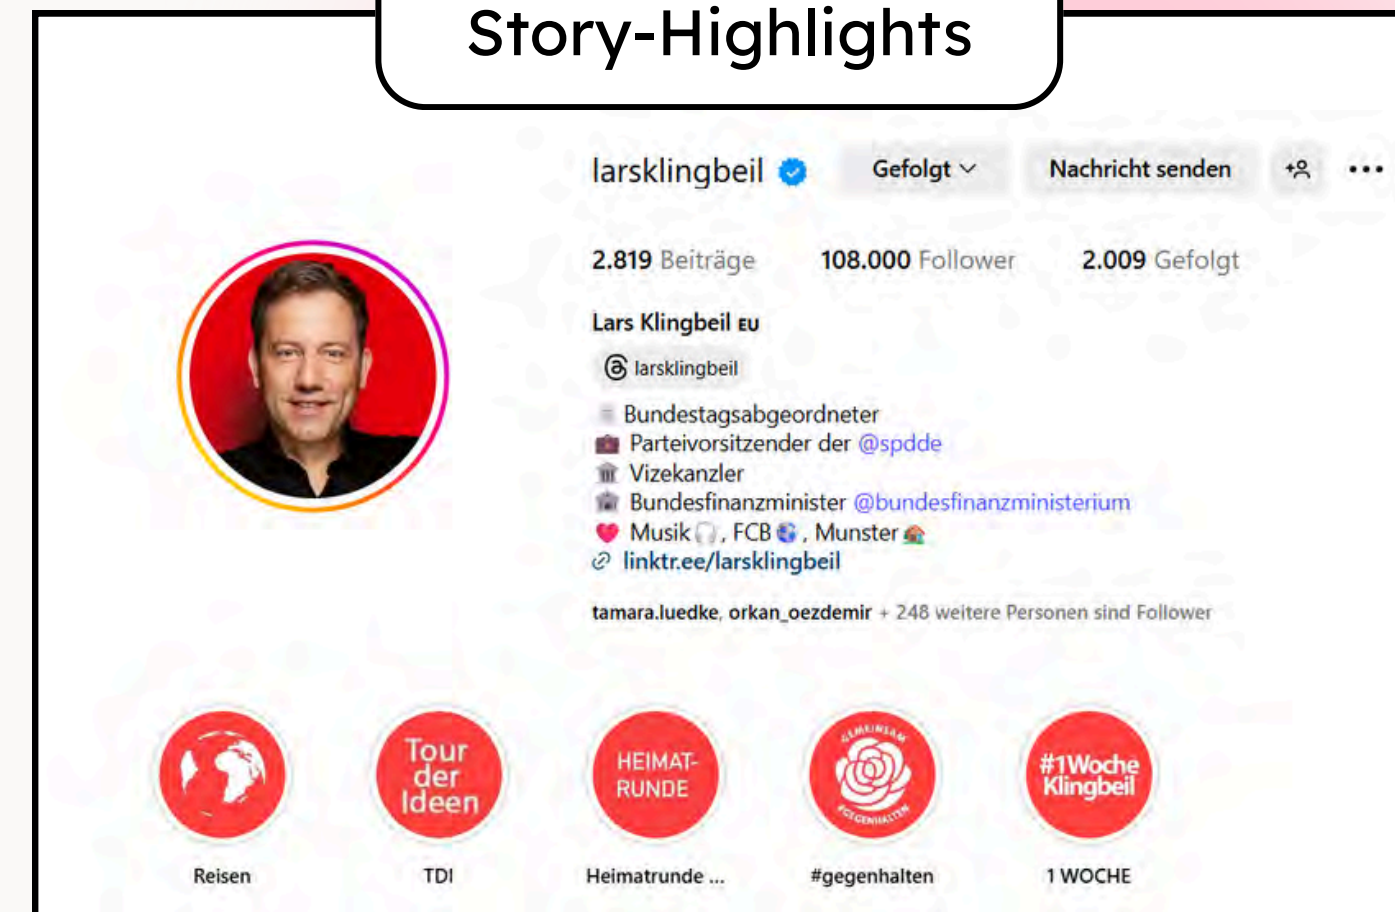 Story-Highlights
larsklingbeil Gefolgt Nachricht senden
2.819 Beiträge 108.000 Follower 2.009 Gefolgt
Lars Klingbeil EU
larsklingbeil
Bundestagsabgeordneter
Parteivorsitzender der @spdde
Vizekanzler
Bundesfinanzminister @bundesfinanzministerium
Musik, FCB, Munster
linktr.ee/larsklingbeil
tamara.luedke, orkan_oezdemir + 248 weitere Personen sind Follower
Tour
der
Ideen
HEIMAT-
RUNDE
GEMEINSAM
#GEGENHALTEN
#1Woche
Klingbeil
Reisen TDI Heimatrunde ... #gegenhalten 1 WOCHE